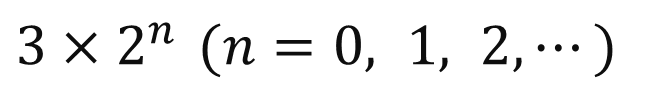 3 × 2ⁿ (n = 0, 1, 2, ⋯ )